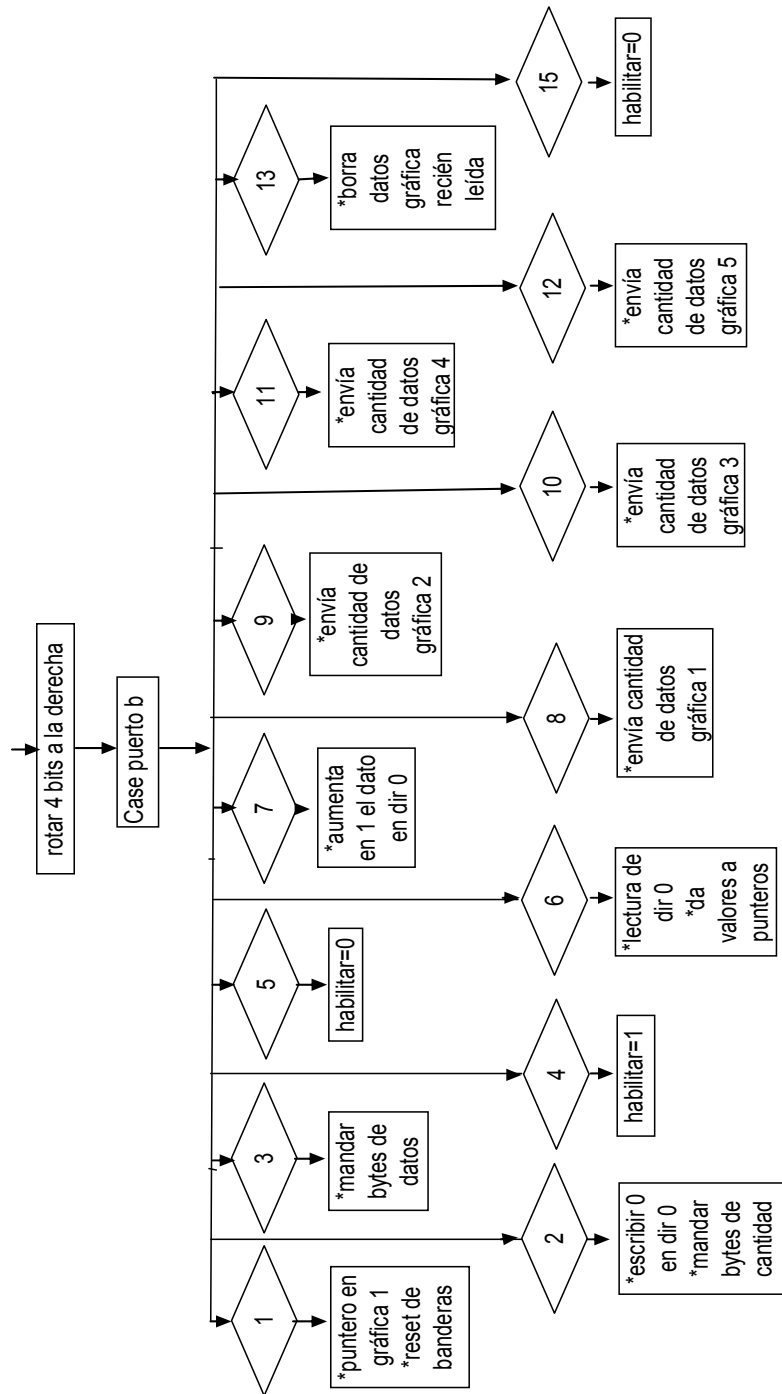 rotar 4 bits a la derecha
Case puerto b
1
*puntero en
gráfica 1
*reset de
banderas
2
*escribir 0
en dir 0
*mandar
bytes de
cantidad
3
*mandar
bytes de
datos
4
habilitar=1
5
habilitar=0
6
*lectura de
dir 0
*da
valores a
punteros
7
*aumenta
en 1 el dato
en dir 0
8
*envía cantidad
de datos
gráfica 1
9
*envía
cantidad de
datos
gráfica 2
10
*envía
cantidad
de datos
gráfica 3
11
*envía
cantidad
de datos
gráfica 4
12
*envía
cantidad
de datos
gráfica 5
13
*borra
datos
gráfica
recién
leída
15
habilitar=0